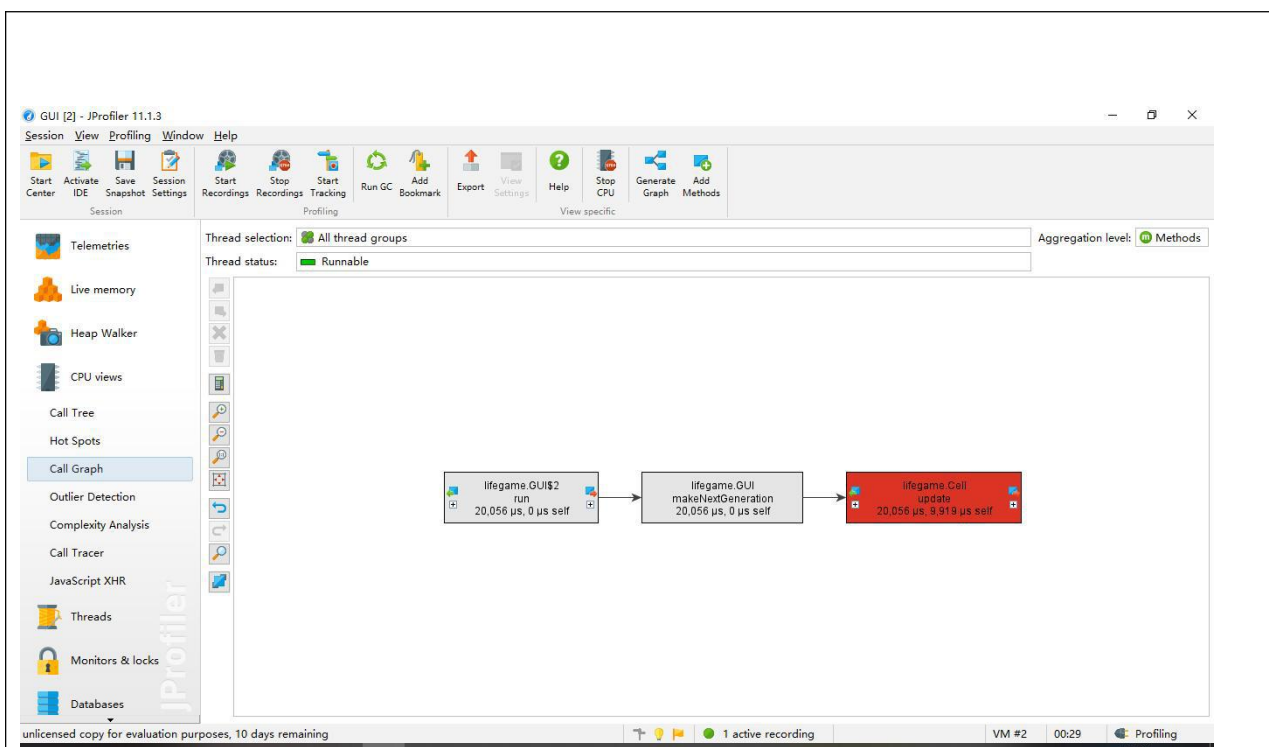 GUI [2] - JProfiler 11.1.3
Session View Profiling Window Help
Start Center
Activate IDE
Save Snapshot
Session Settings
Start Recordings
Stop Recordings
Start Tracking
Run GC
Add Bookmark
Export
View Settings
Help
Stop CPU
Generate Graph
Add Methods
Session
Profiling
View specific
Telemetries
Live memory
Heap Walker
CPU views
Call Tree
Hot Spots
Call Graph
Outlier Detection
Complexity Analysis
Call Tracer
JavaScript XHR
Threads
Monitors & locks
Databases
JProfiler
Thread selection: All thread groups
Aggregation level: Methods
Thread status: Runnable
lifegame.GUI$2
run
20,056 µs, 0 µs self
lifegame.GUI
makeNextGeneration
20,056 µs, 0 µs self
lifegame.Cell
update
20,056 µs, 9,919 µs self
unlicensed copy for evaluation purposes, 10 days remaining
1 active recording
VM #2
00:29
Profiling